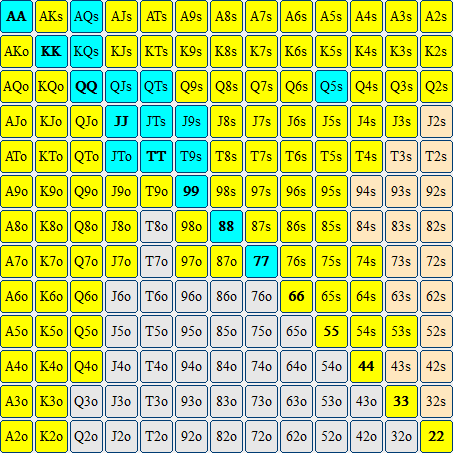 AA AKs AQs AJs ATs A9s A8s A7s A6s A5s A4s A3s A2s
AKo KK KQs KJs KTs K9s K8s K7s K6s K5s K4s K3s K2s
AQo KQo QQ QJs QTs Q9s Q8s Q7s Q6s Q5s Q4s Q3s Q2s
AJo KJo QJo JJ JTs J9s J8s J7s J6s J5s J4s J3s J2s
ATo KTo QTo JTo TT T9s T8s T7s T6s T5s T4s T3s T2s
A9o K9o Q9o J9o T9o 99 98s 97s 96s 95s 94s 93s 92s
A8o K8o Q8o J8o T8o 98o 88 87s 86s 85s 84s 83s 82s
A7o K7o Q7o J7o T7o 97o 87o 77 76s 75s 74s 73s 72s
A6o K6o Q6o J6o T6o 96o 86o 76o 66 65s 64s 63s 62s
A5o K5o Q5o J5o T5o 95o 85o 75o 65o 55 54s 53s 52s
A4o K4o Q4o J4o T4o 94o 84o 74o 64o 54o 44 43s 42s
A3o K3o Q3o J3o T3o 93o 83o 73o 63o 53o 43o 33 32s
A2o K2o Q2o J2o T2o 92o 82o 72o 62o 52o 42o 32o 22